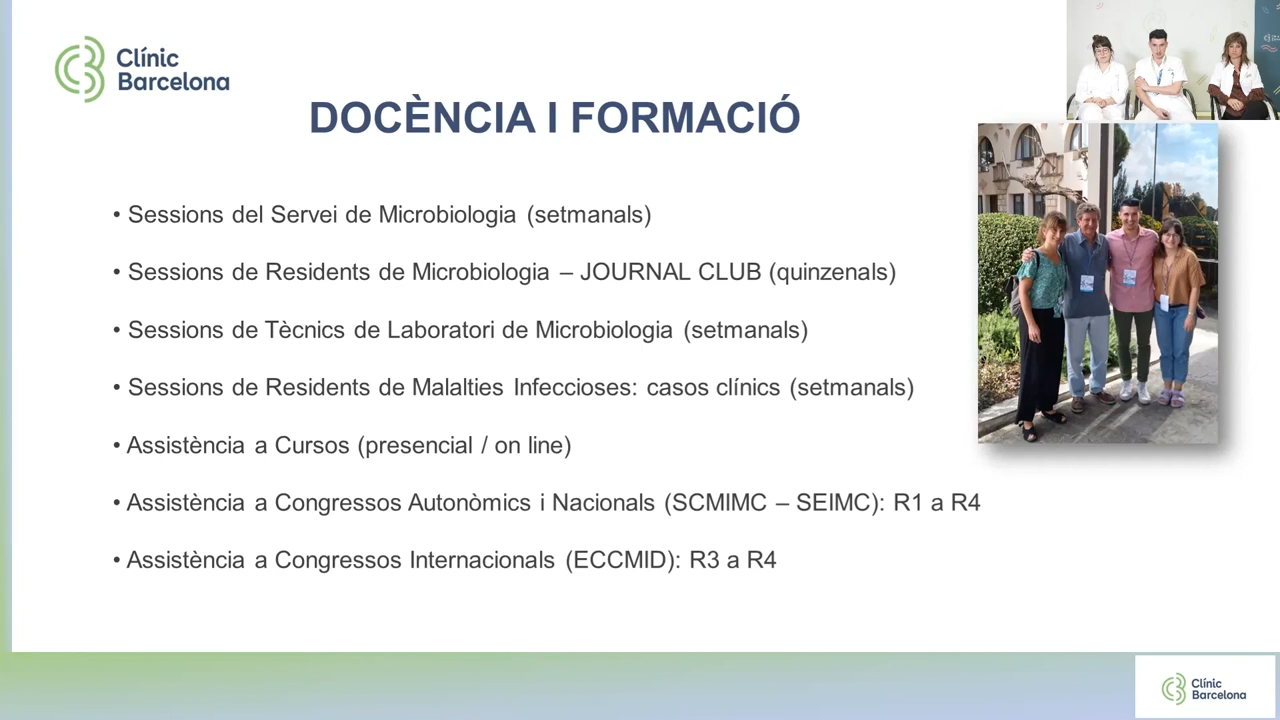 Clínic
Barcelona
DOCÈNCIA I FORMACIÓ
• Sessions del Servei de Microbiologia (setmanals)
• Sessions de Residents de Microbiologia – JOURNAL CLUB (quinzenals)
• Sessions de Tècnics de Laboratori de Microbiologia (setmanals)
• Sessions de Residents de Malalties Infeccioses: casos clínics (setmanals)
• Assistència a Cursos (presencial / on line)
• Assistència a Congressos Autonòmics i Nacionals (SCMIMC – SEIMC): R1 a R4
• Assistència a Congressos Internacionals (ECCMID): R3 a R4
Clínic
Barcelona